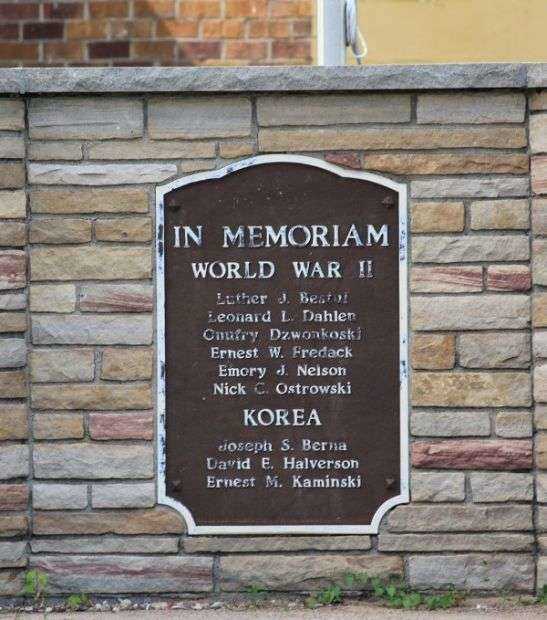 IN MEMORIAM
WORLD WAR II
Luther J. Bestul
Leonard L. Dahlen
Onufry Dzwonkoski
Ernest W. Fredack
Emory J. Nelson
Nick C. Ostrowski
KOREA
Joseph S. Berna
David E. Halverson
Ernest M. Kaminski